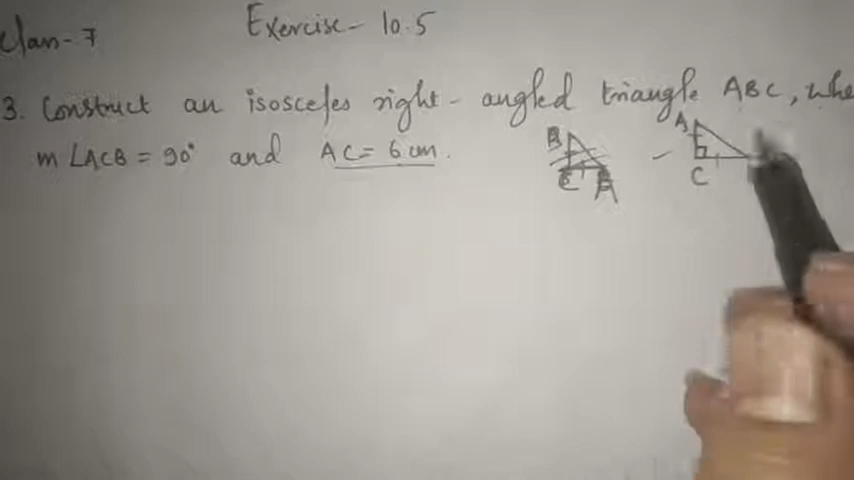 Class-7
Exercise- 10.5
3. Construct an isosceles right-angled triangle ABC, whe
m∠ACB = 90° and AC = 6 cm.
B
C
A
A
C